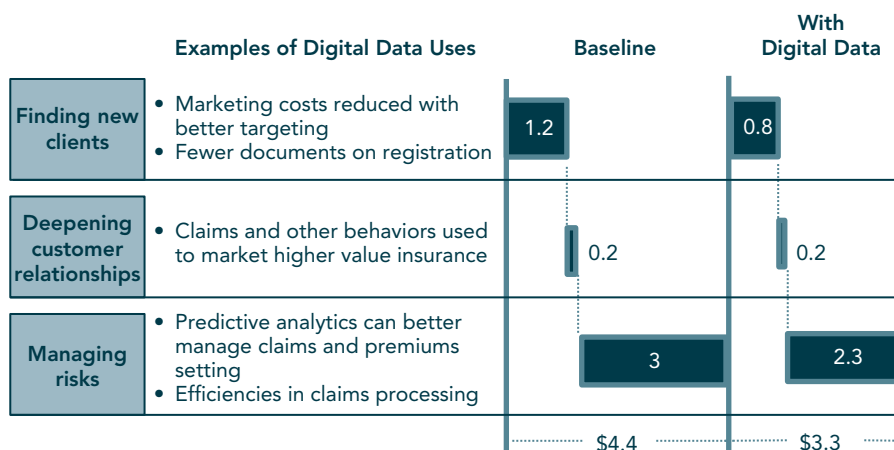 Examples of Digital Data Uses
Baseline
With
Digital Data
Finding new
clients
• Marketing costs reduced with
better targeting
• Fewer documents on registration
1.2
0.8
Deepening
customer
relationships
• Claims and other behaviors used
to market higher value insurance
0.2
0.2
Managing
risks
• Predictive analytics can better
manage claims and premiums
setting
• Efficiencies in claims processing
3
2.3
$4.4
$3.3